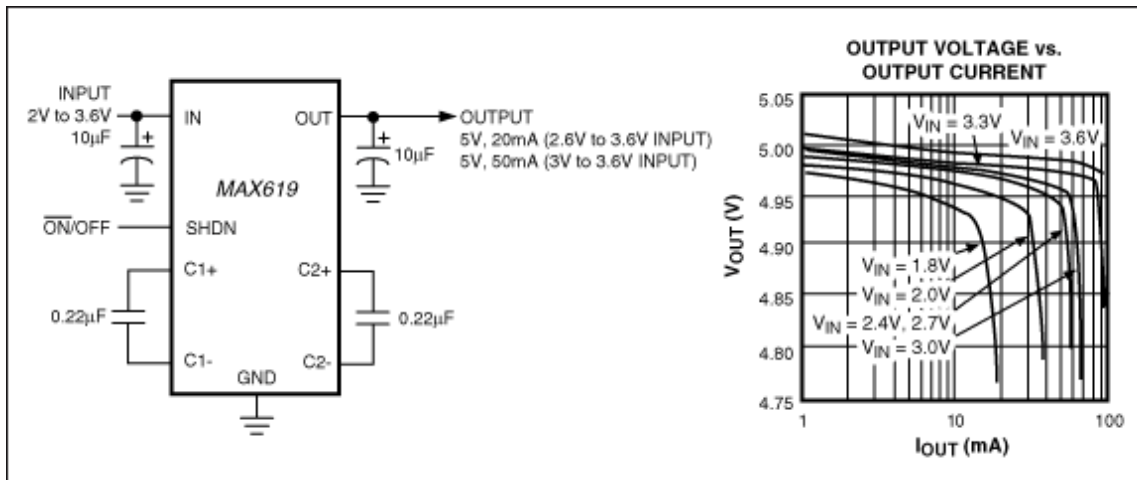 INPUT
2V to 3.6V
10µF
+
IN
OUT
+
10µF
OUTPUT
5V, 20mA (2.6V to 3.6V INPUT)
5V, 50mA (3V to 3.6V INPUT)
MAX619
ON/OFF
SHDN
C1+
C2+
0.22µF
0.22µF
C1-
C2-
GND
OUTPUT VOLTAGE vs.
OUTPUT CURRENT
5.05
5.00
4.95
4.90
4.85
4.80
4.75
VOUT (V)
VIN = 3.3V
VIN = 3.6V
VIN = 1.8V
VIN = 2.0V
VIN = 2.4V, 2.7V
VIN = 3.0V
1
10
100
IOUT (mA)